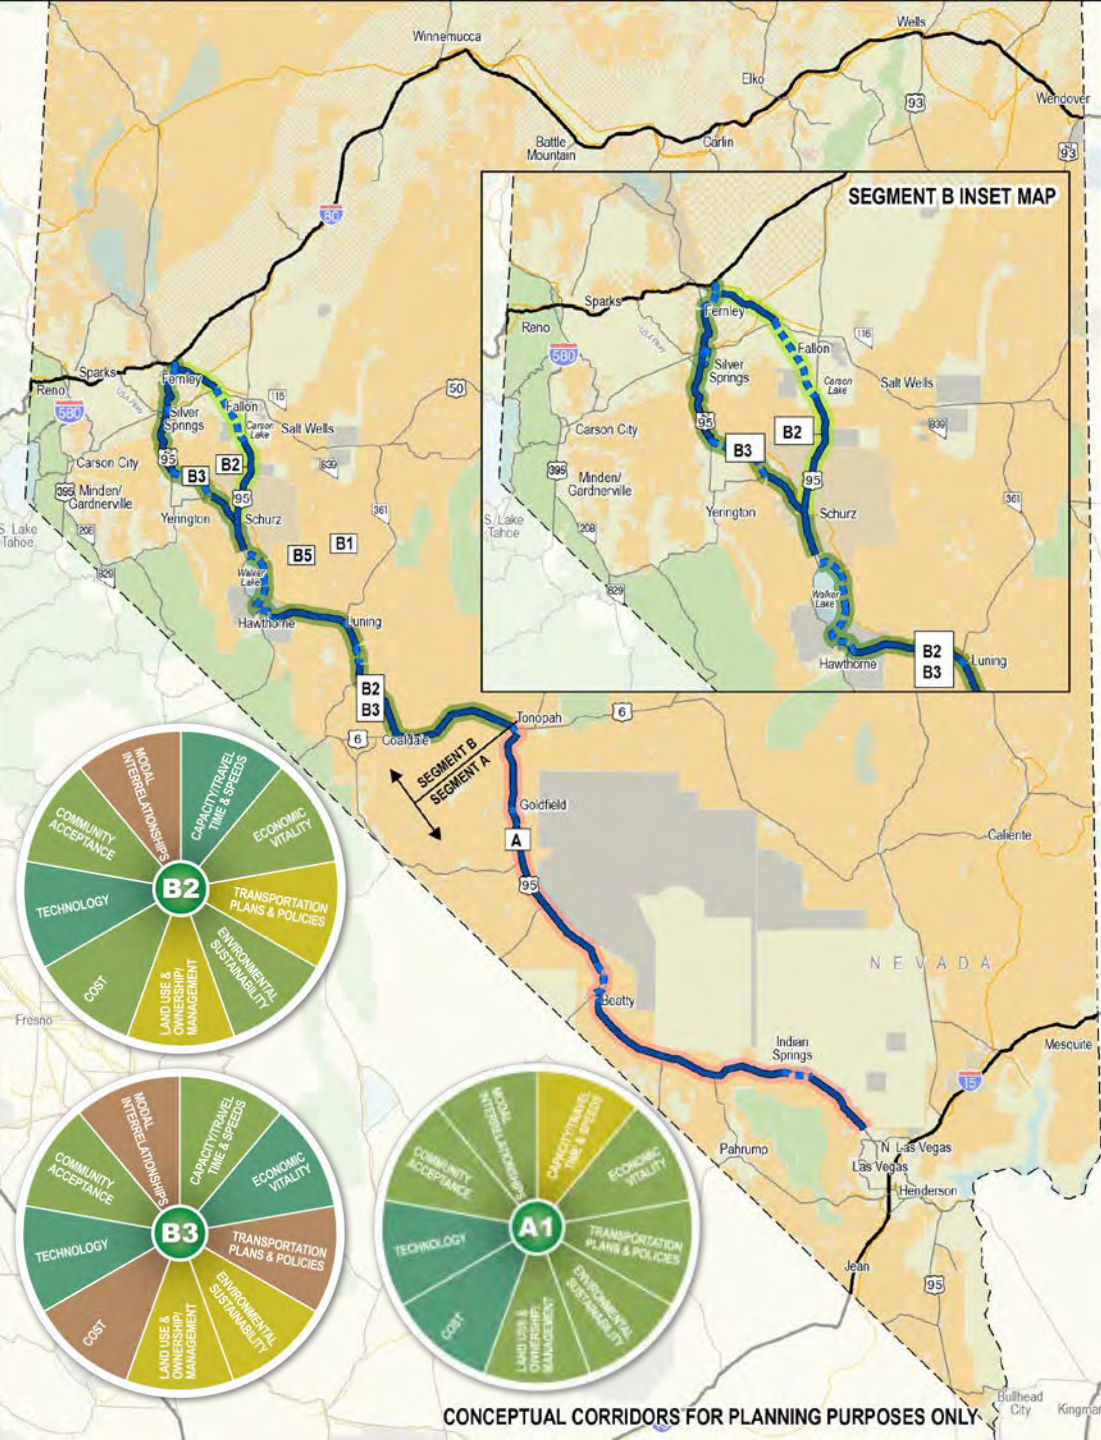 Winnemucca
Wells
Elko
93
Wendover
Battle
Mountain
Carlin
93
80
SEGMENT B INSET MAP
Sparks
Fernley
Reno
USA Pkwy
116
580
Fallon
Silver
Springs
Carson
Lake
Salt Wells
95
B2
839
Carson City
B3
395
Minden/
Gardnerville
95
361
Yerington
Schurz
S. Lake
Tahoe
208
829
Walker
Lake
Hawthorne
B2
B3
Luning
Sparks
Fernley
Reno
50
580
USA Pkwy
116
Silver
Springs
Fallon
Carson
Lake
Salt Wells
95
Carson City
B3
B2
839
395
Minden/
Gardnerville
95
361
S. Lake
Tahoe
208
Yerington
Schurz
B5
B1
829
Walker
Lake
Hawthorne
Luning
B2
B3
Tonopah
6
6
Coaldale
SEGMENT B
SEGMENT A
Goldfield
A
95
Caliente
NEVADA
Beatty
Indian
Springs
Mesquite
15
Pahrump
N. Las Vegas
Las Vegas
Henderson
Jean
95
Fresno
Bullhead
City
Kingman
MODAL
INTERRELATIONSHIPS
CAPACITY/TRAVEL
TIME & SPEEDS
COMMUNITY
ACCEPTANCE
ECONOMIC
VITALITY
B2
TECHNOLOGY
TRANSPORTATION
PLANS & POLICIES
COST
LAND USE &
OWNERSHIP/
MANAGEMENT
ENVIRONMENTAL
SUSTAINABILITY
MODAL
INTERRELATIONSHIPS
CAPACITY/TRAVEL
TIME & SPEEDS
COMMUNITY
ACCEPTANCE
ECONOMIC
VITALITY
B3
TECHNOLOGY
TRANSPORTATION
PLANS & POLICIES
COST
LAND USE &
OWNERSHIP/
MANAGEMENT
ENVIRONMENTAL
SUSTAINABILITY
MODAL
INTERRELATIONSHIPS
CAPACITY/TRAVEL
TIME & SPEEDS
COMMUNITY
ACCEPTANCE
ECONOMIC
VITALITY
A1
TECHNOLOGY
TRANSPORTATION
PLANS & POLICIES
COST
LAND USE &
OWNERSHIP/
MANAGEMENT
ENVIRONMENTAL
SUSTAINABILITY
CONCEPTUAL CORRIDORS FOR PLANNING PURPOSES ONLY